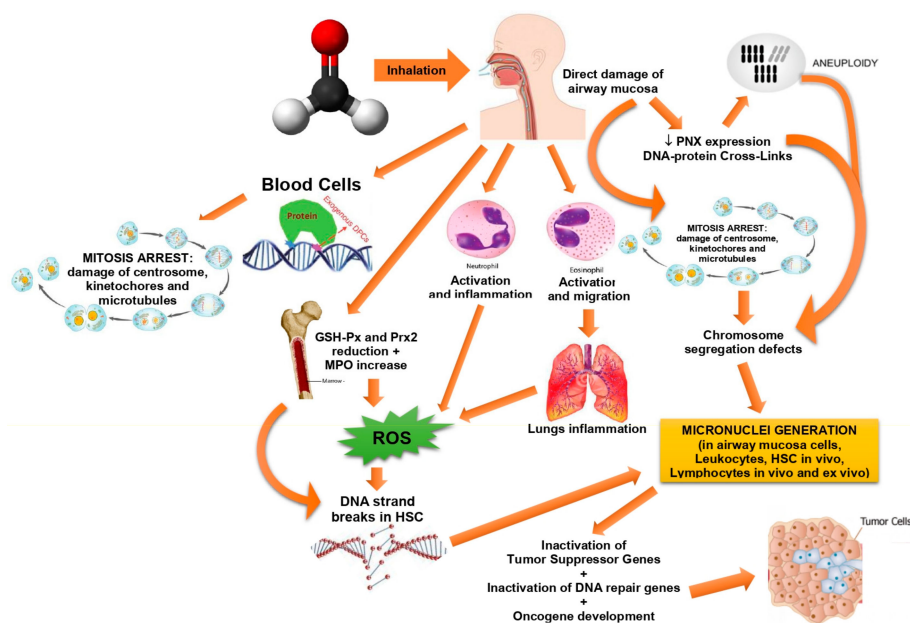 Inhalation
Direct damage of
airway mucosa
ANEUPLOIDY
↓ PNX expression
DNA-protein Cross-Links
Blood Cells
Protein
Exogenous DPCs
MITOSIS ARREST:
damage of centrosome,
kinetochores and
microtubules
Neutrophil
Activation
and inflammation
Eosinophil
Activation
and migration
MITOSIS ARREST:
damage of centrosome,
kinetochores and
microtubules
GSH-Px and Prx2
reduction +
MPO increase
Marrow
Chromosome
segregation defects
ROS
Lungs inflammation
MICRONUCLEI GENERATION
(in airway mucosa cells,
Leukocytes, HSC in vivo,
Lymphocytes in vivo and ex vivo)
DNA strand
breaks in HSC
Inactivation of
Tumor Suppressor Genes
+
Inactivation of DNA repair genes
+
Oncogene development
Tumor Cells